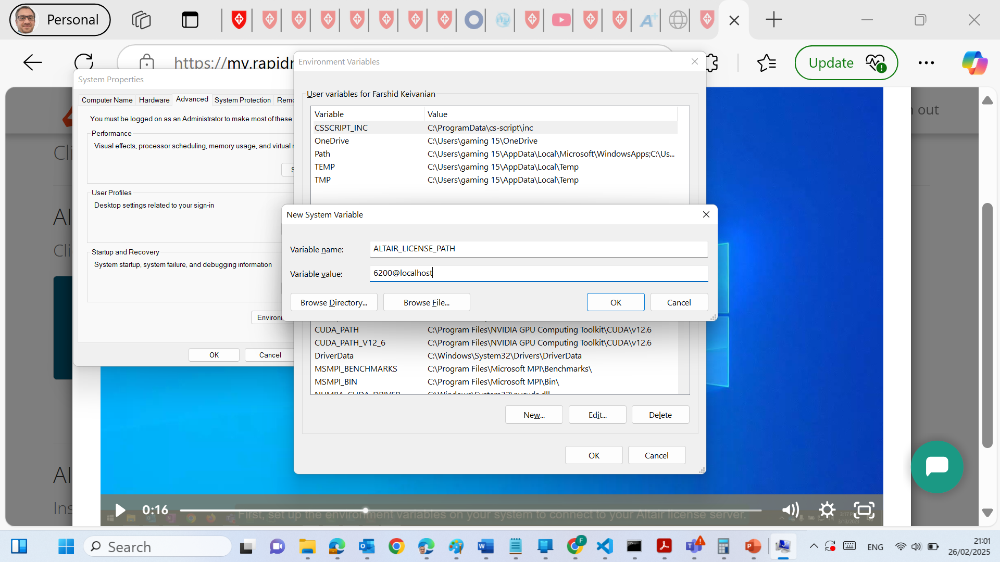 Personal
https://my.rapidr
Update
Environment Variables
System Properties
Computer Name Hardware Advanced System Protection Remo
You must be logged on as an Administrator to make most of these
Performance
Visual effects, processor scheduling, memory usage, and virtual
User Profiles
Desktop settings related to your sign-in
Startup and Recovery
System startup, system failure, and debugging information
Environ
OK Cancel
User variables for Farshid Keivanian
Variable Value
CSSCRIPT_INC C:\ProgramData\cs-script\inc
OneDrive C:\Users\gaming 15\OneDrive
Path C:\Users\gaming 15\AppData\Local\Microsoft\WindowsApps;C:\Us...
TEMP C:\Users\gaming 15\AppData\Local\Temp
TMP C:\Users\gaming 15\AppData\Local\Temp
New System Variable
Variable name: ALTAIR_LICENSE_PATH
Variable value: 6200@localhost
Browse Directory... Browse File... OK Cancel
CUDA_PATH C:\Program Files\NVIDIA GPU Computing Toolkit\CUDA\v12.6
CUDA_PATH_V12_6 C:\Program Files\NVIDIA GPU Computing Toolkit\CUDA\v12.6
DriverData C:\Windows\System32\Drivers\DriverData
MSMPI_BENCHMARKS C:\Program Files\Microsoft MPI\Benchmarks\
MSMPI_BIN C:\Program Files\Microsoft MPI\Bin\
New... Edit... Delete
OK Cancel
out
Cli
Al
Cli
Al
Ins
0:16
First, set up the environment variables on your system to connect to your Altair license server.
3:17 P
3/13/2023
Search
ENG
21:01
26/02/2025